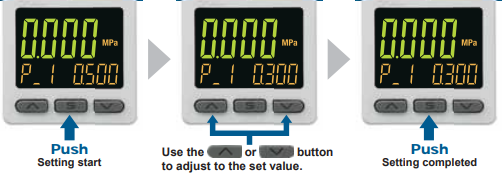 0.000 MPa
P_1 0.500
S
Push
Setting start
0.000 MPa
P_1 0.300
S
Use the or button
to adjust to the set value.
0.000 MPa
P_1 0.300
S
Push
Setting completed